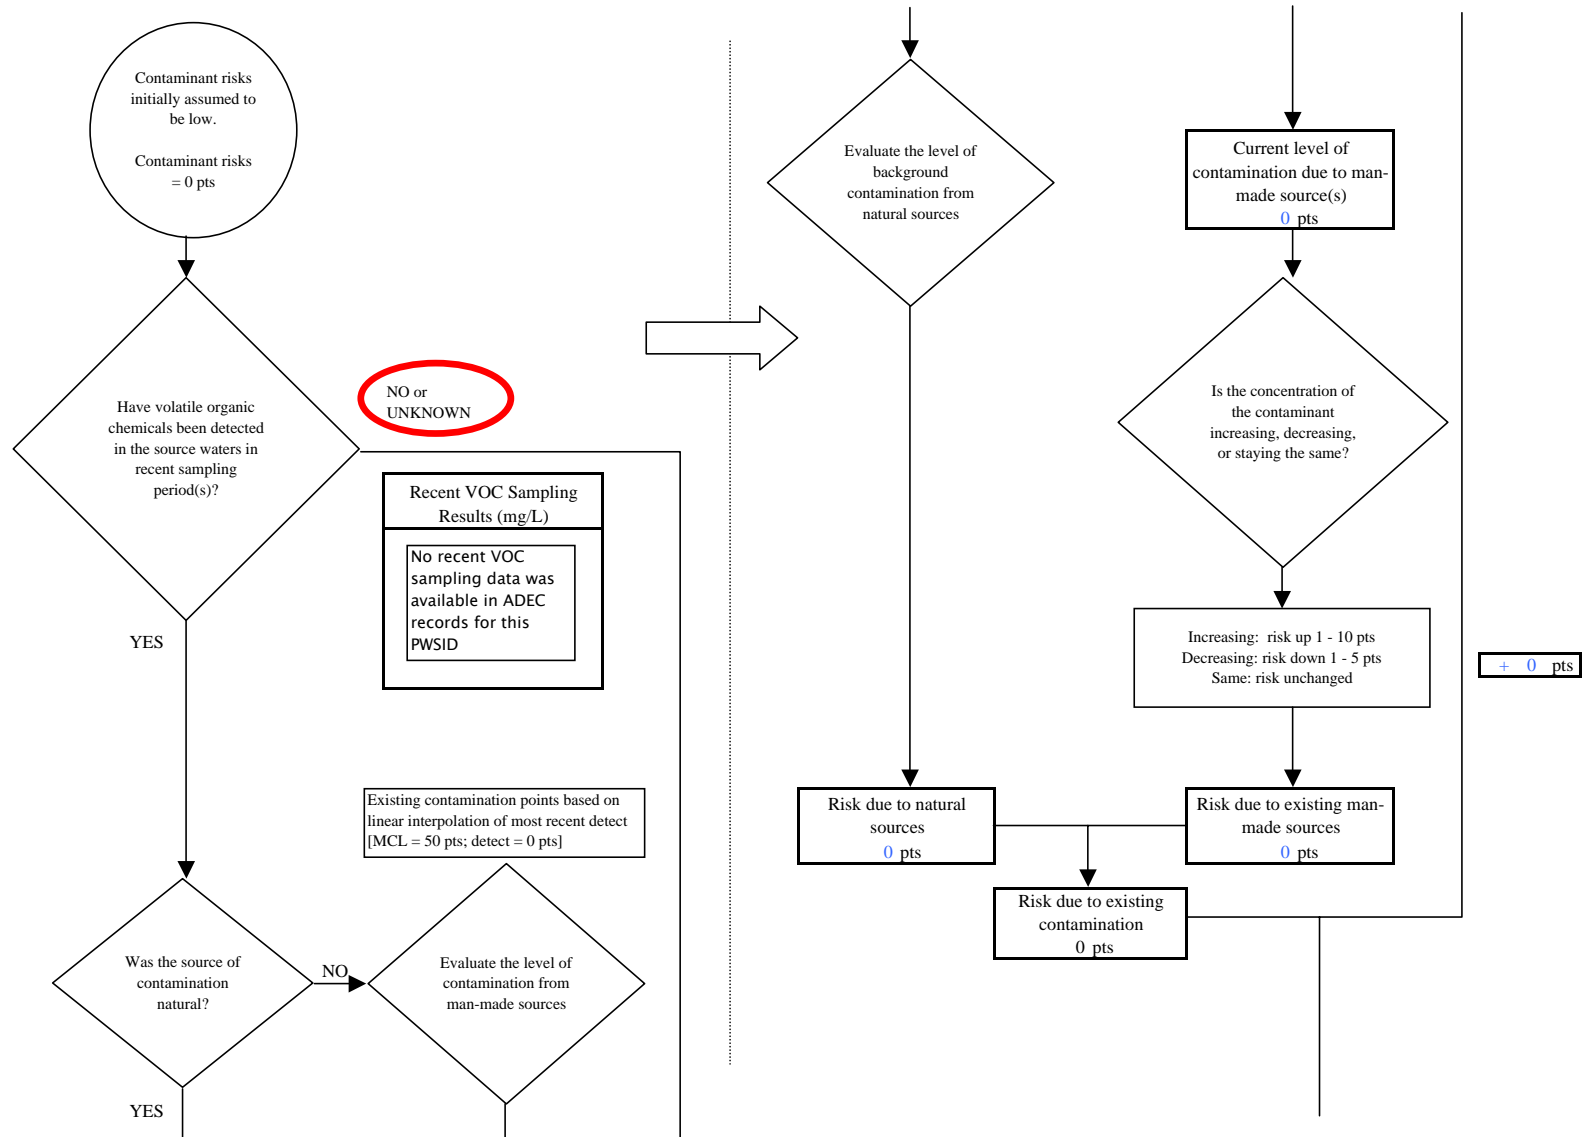 Contaminant risks
initially assumed to
be low.
Contaminant risks
= 0 pts
Have volatile organic
chemicals been detected
in the source waters in
recent sampling
period(s)?
NO or
UNKNOWN
Recent VOC Sampling
Results (mg/L)
No recent VOC
sampling data was
available in ADEC
records for this
PWSID
YES
Existing contamination points based on
linear interpolation of most recent detect
[MCL = 50 pts; detect = 0 pts]
Was the source of
contamination
natural?
NO
Evaluate the level of
contamination from
man-made sources
YES
Evaluate the level of
background
contamination from
natural sources
Current level of
contamination due to man-
made source(s)
0 pts
Is the concentration of
the contaminant
increasing, decreasing,
or staying the same?
Increasing: risk up 1 - 10 pts
Decreasing: risk down 1 - 5 pts
Same: risk unchanged
+ 0 pts
Risk due to natural
sources
0 pts
Risk due to existing man-
made sources
0 pts
Risk due to existing
contamination
0 pts